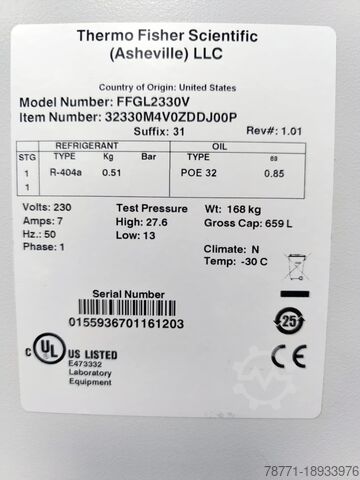 Thermo Fisher Scientific
(Asheville) LLC
Country of Origin: United States
Model Number: FFGL2330V
Item Number: 32330M4V0ZDDJ00P
Suffix: 31 Rev#: 1.01
REFRIGERANT OIL
STG TYPE Kg Bar TYPE
1 R-404a 0.51 POE 32 0.85
1
Volts: 230 Test Pressure Wt: 168 kg
Amps: 7 High: 27.6 Gross Cap: 659 L
Hz.: 50 Low: 13
Phase: 1 Climate: N
Temp: -30 C
Serial Number
0155936701161203
25
C UL US LISTED
E473332
Laboratory
Equipment
CE
78771-18933976